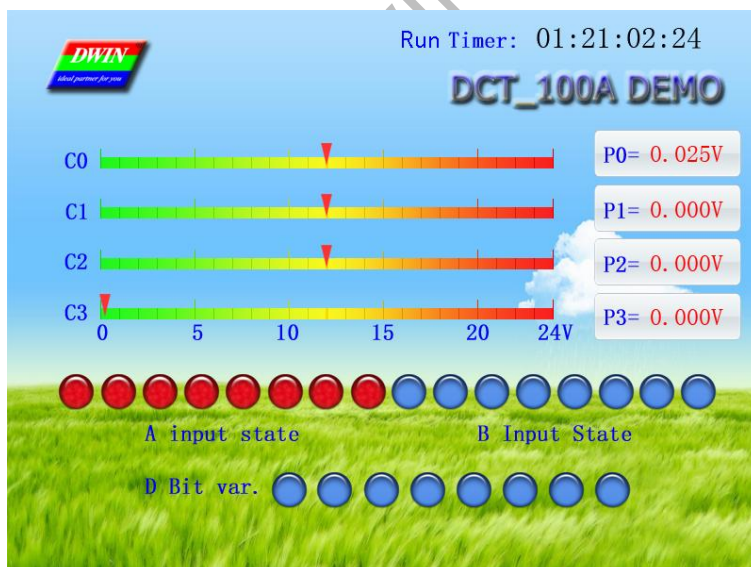 Run Timer: 01:21:02:24
DWIN
ideal partner for you
DCT_100A DEMO
C0
P0= 0.025V
C1
P1= 0.000V
C2
P2= 0.000V
C3
P3= 0.000V
0 5 10 15 20 24V
A input state B Input State
D Bit var.